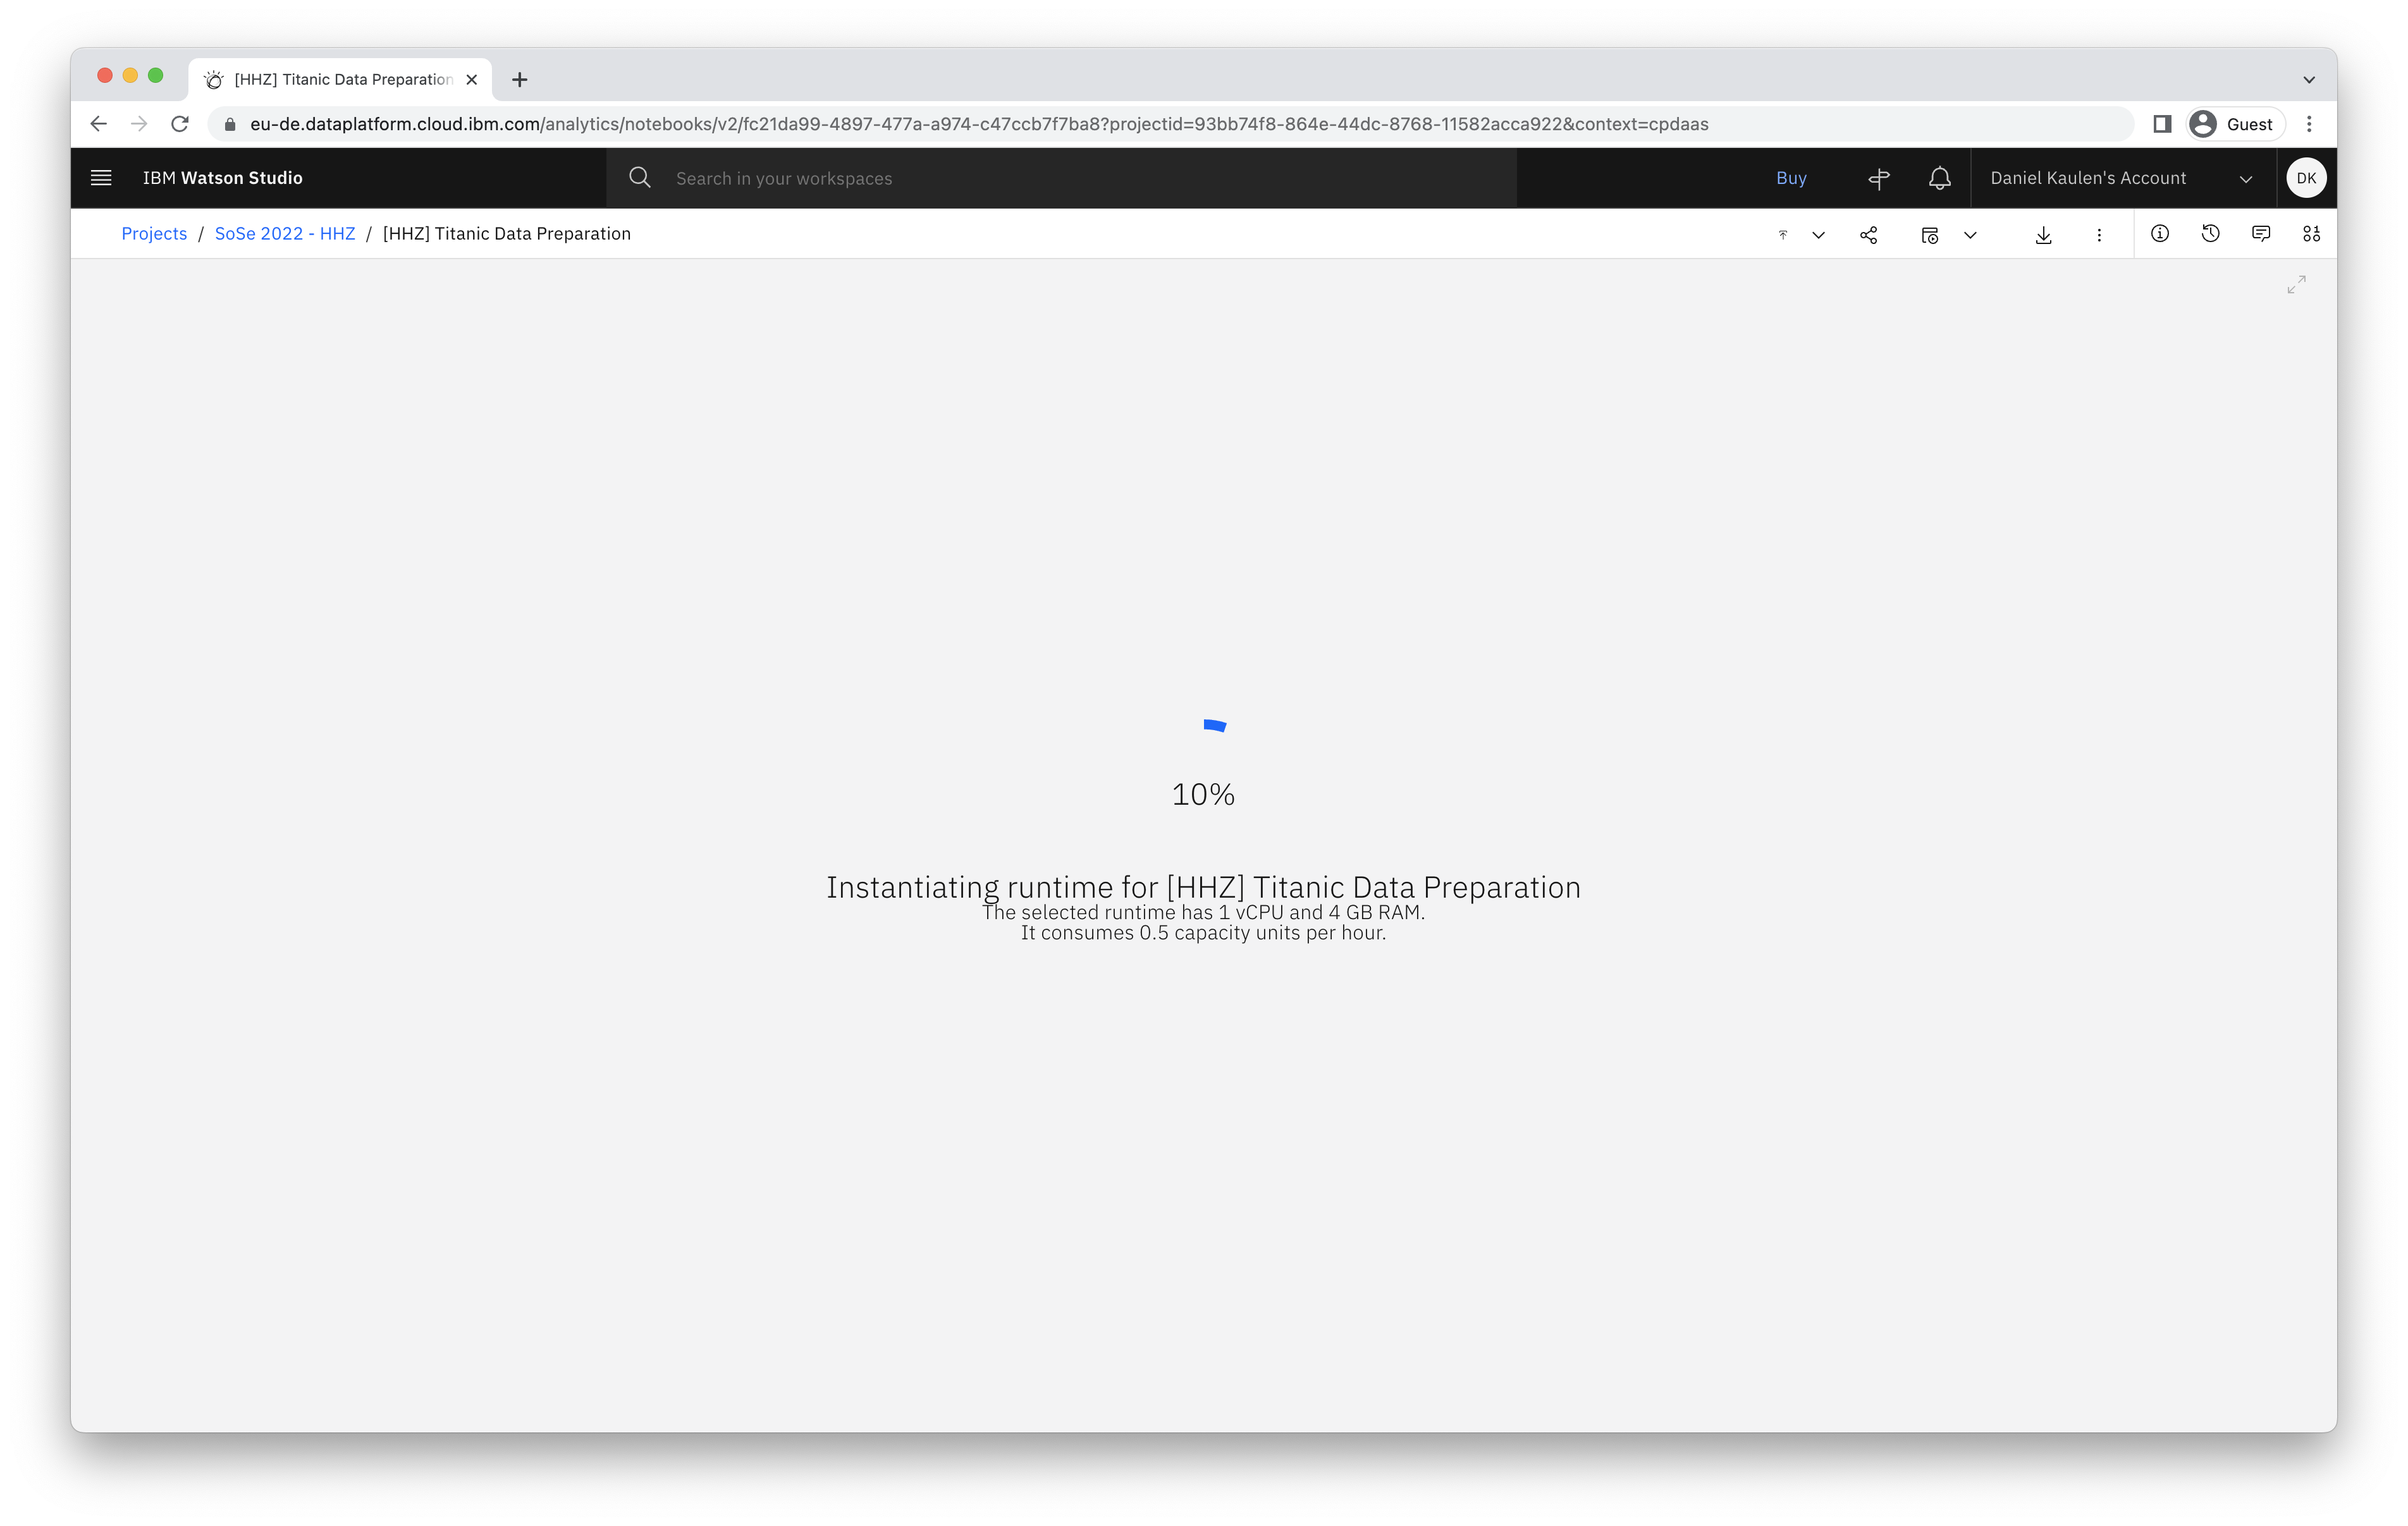 [HHZ] Titanic Data Preparation
eu-de.dataplatform.cloud.ibm.com/analytics/notebooks/v2/fc21da99-4897-477a-a974-c47ccb7f7ba8?projectid=93bb74f8-864e-44dc-8768-11582acca922&context=cpdaas
Guest
IBM Watson Studio
Search in your workspaces
Buy
Daniel Kaulen's Account
DK
Projects / SoSe 2022 - HHZ / [HHZ] Titanic Data Preparation
10%
Instantiating runtime for [HHZ] Titanic Data Preparation
The selected runtime has 1 vCPU and 4 GB RAM.
It consumes 0.5 capacity units per hour.